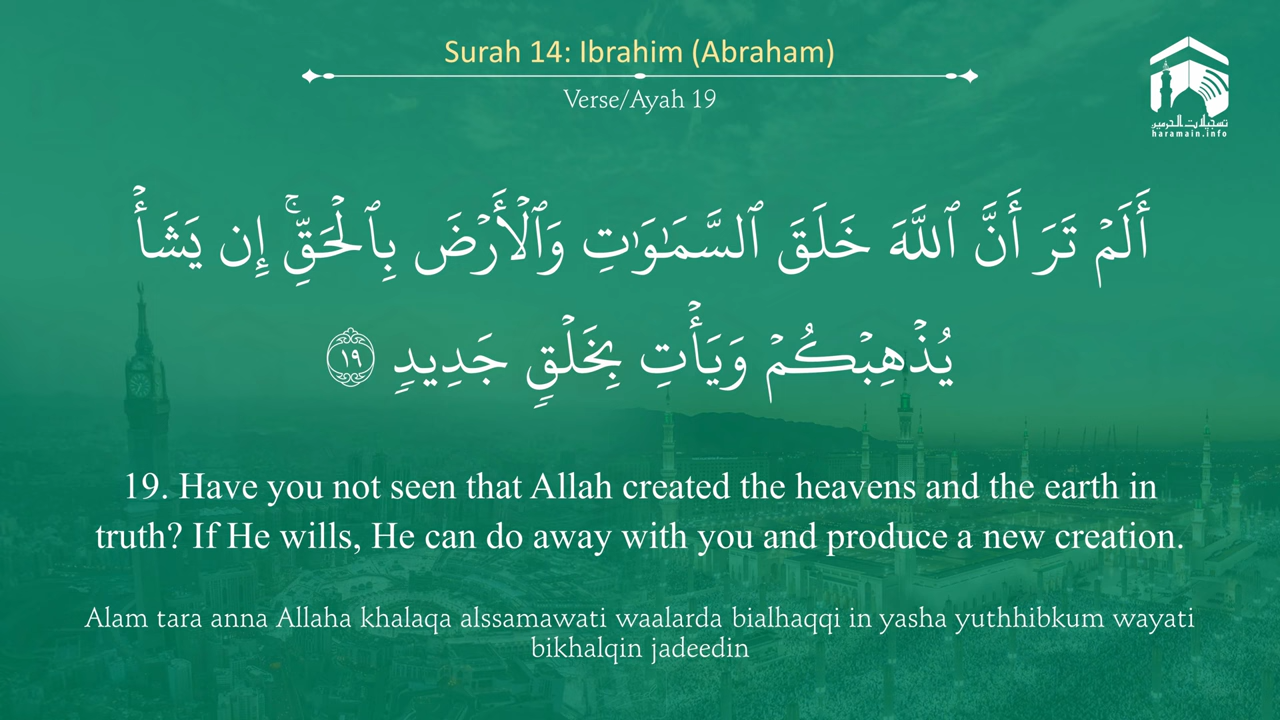 Surah 14: Ibrahim (Abraham)
Verse/Ayah 19
تسجيلات الحرمين
haramain.info
أَلَمْ تَرَ أَنَّ ٱللَّهَ خَلَقَ ٱلسَّمَـٰوَٰتِ وَٱلْأَرْضَ بِٱلْحَقِّ ۚ إِن يَشَأْ
يُذْهِبْكُمْ وَيَأْتِ بِخَلْقٍ جَدِيدٍ ١٩
19. Have you not seen that Allah created the heavens and the earth in
truth? If He wills, He can do away with you and produce a new creation.
Alam tara anna Allaha khalaqa alssamawati waalarda bialhaqqi in yasha yuthhibkum wayati
bikhalqin jadeedin